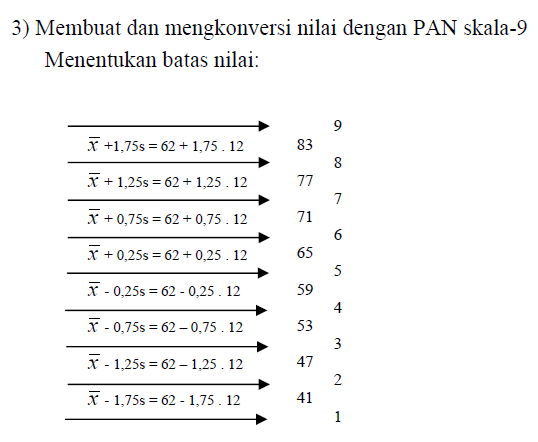 3) Membuat dan mengkonversi nilai dengan PAN skala-9
Menentukan batas nilai:
9
x̅ +1,75s = 62 + 1,75 . 12 83
8
x̅ + 1,25s = 62 + 1,25 . 12 77
7
x̅ + 0,75s = 62 + 0,75 . 12 71
6
x̅ + 0,25s = 62 + 0,25 . 12 65
5
x̅ - 0,25s = 62 - 0,25 . 12 59
4
x̅ - 0,75s = 62 – 0,75 . 12 53
3
x̅ - 1,25s = 62 – 1,25 . 12 47
2
x̅ - 1,75s = 62 - 1,75 . 12 41
1